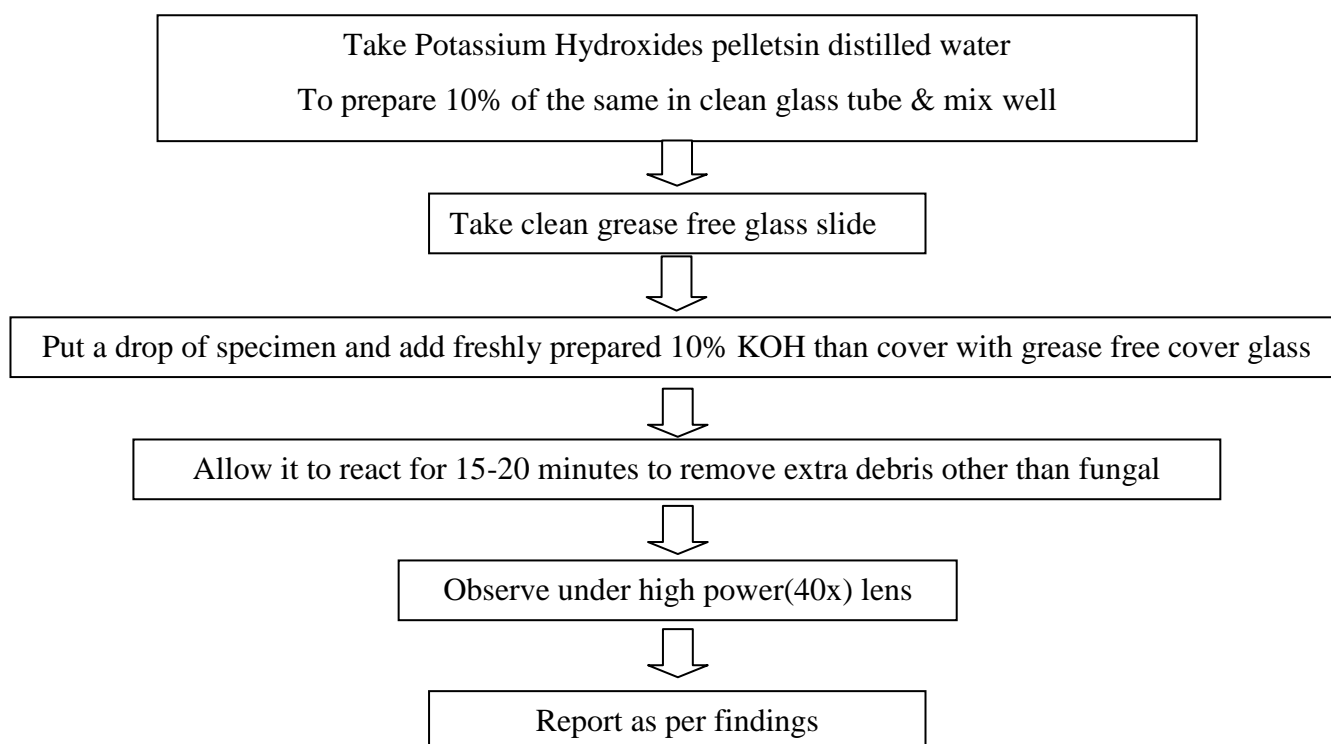 Take Potassium Hydroxides pelletsin distilled water
To prepare 10% of the same in clean glass tube & mix well
Take clean grease free glass slide
Put a drop of specimen and add freshly prepared 10% KOH than cover with grease free cover glass
Allow it to react for 15-20 minutes to remove extra debris other than fungal
Observe under high power(40x) lens
Report as per findings